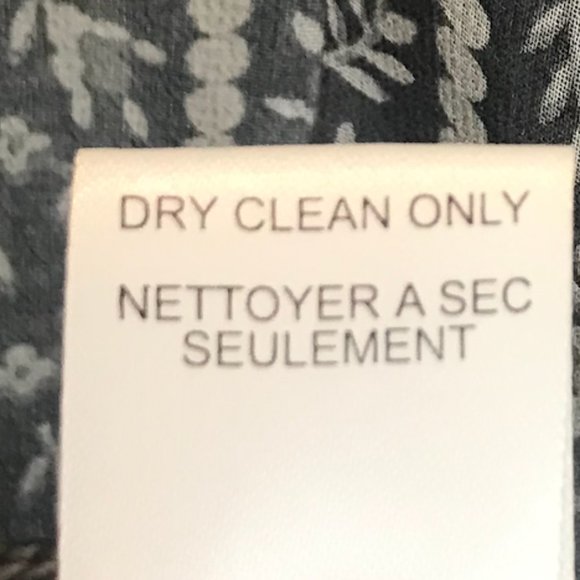 DRY CLEAN ONLY
NETTOYER A SEC
SEULEMENT